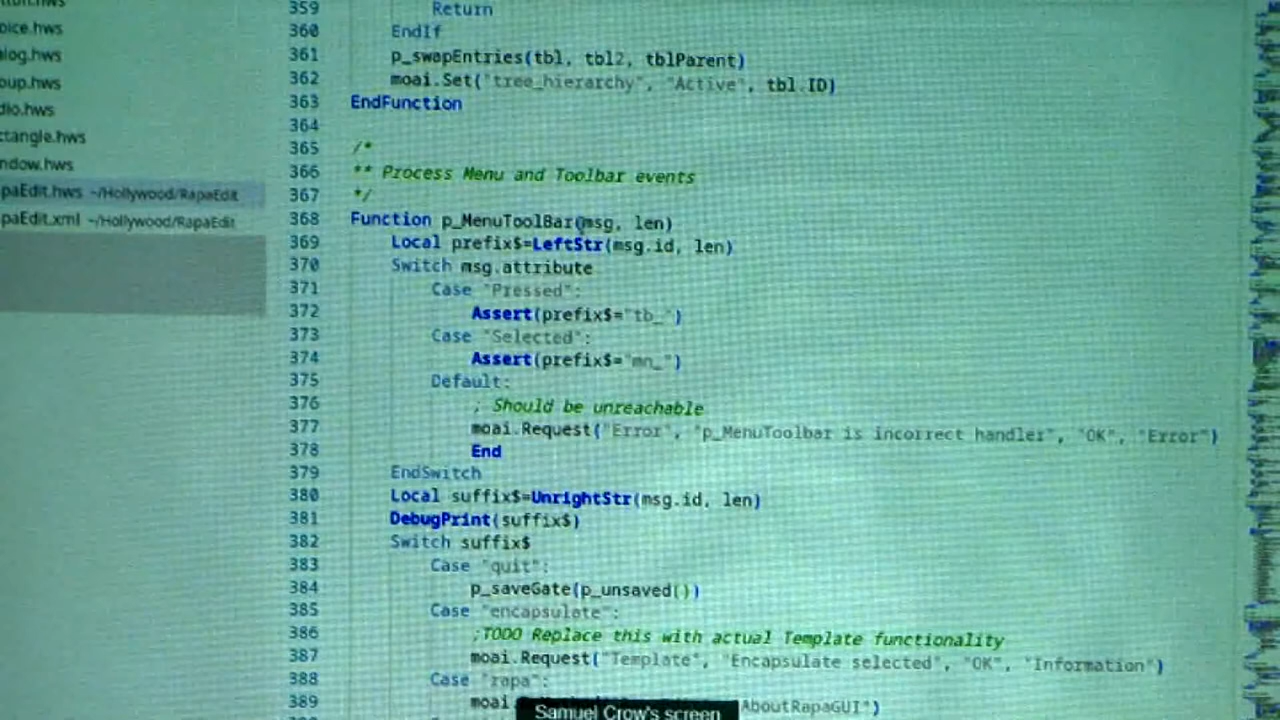 oice.hws
alog.hws
oup.hws
dio.hws
ctangle.hws
ndow.hws
paEdit.hws ~/Hollywood/RapaEdit
paEdit.xml ~/Hollywood/RapaEdit
359 Return
360 EndIf
361 p_swapEntries(tbl, tbl2, tblParent)
362 moai.Set("tree_hierarchy", "Active", tbl.ID)
363 EndFunction
364
365 /*
366 ** Process Menu and Toolbar events
367 */
368 Function p_MenuToolBar(msg, len)
369 Local prefix$=LeftStr(msg.id, len)
370 Switch msg.attribute
371 Case "Pressed":
372 Assert(prefix$="tb_")
373 Case "Selected":
374 Assert(prefix$="mn_")
375 Default:
376 ; Should be unreachable
377 moai.Request("Error", "p_MenuToolbar is incorrect handler", "OK", "Error")
378 End
379 EndSwitch
380 Local suffix$=UnrightStr(msg.id, len)
381 DebugPrint(suffix$)
382 Switch suffix$
383 Case "quit":
384 p_saveGate(p_unsaved())
385 Case "encapsulate":
386 ;TODO Replace this with actual Template functionality
387 moai.Request("Template", "Encapsulate selected", "OK", "Information")
388 Case "rapa":
389 moai. AboutRapaGUI")
Samuel Crow's screen